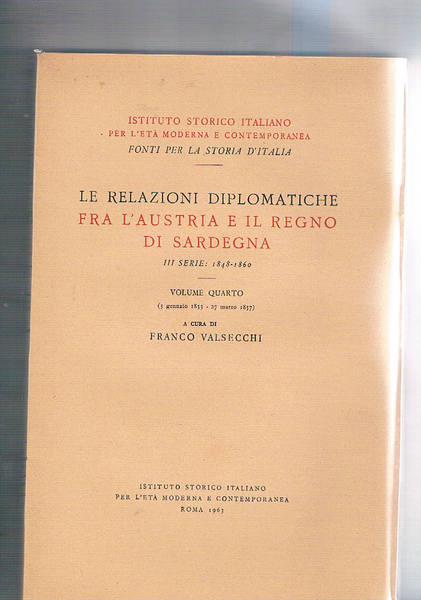 ISTITUTO STORICO ITALIANO
PER L'ETÀ MODERNA E CONTEMPORANEA
FONTI PER LA STORIA D'ITALIA
LE RELAZIONI DIPLOMATICHE
FRA L'AUSTRIA E IL REGNO
DI SARDEGNA
III SERIE: 1848-1860
VOLUME QUARTO
(5 gennaio 1853 - 27 marzo 1857)
A CURA DI
FRANCO VALSECCHI
ISTITUTO STORICO ITALIANO
PER L'ETÀ MODERNA E CONTEMPORANEA
ROMA 1963